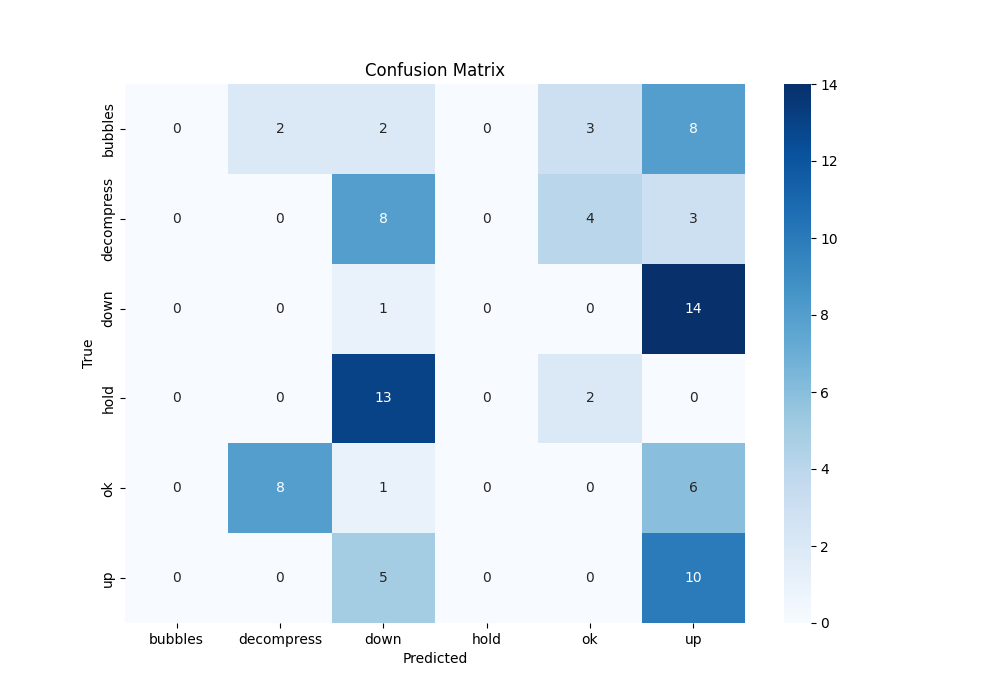 Confusion Matrix
True
bubbles 0 2 2 0 3 8
decompress 0 0 8 0 4 3
down 0 0 1 0 0 14
hold 0 0 13 0 2 0
ok 0 8 1 0 0 6
up 0 0 5 0 0 10
bubbles decompress down hold ok up
Predicted
14
12
10
8
6
4
2
0